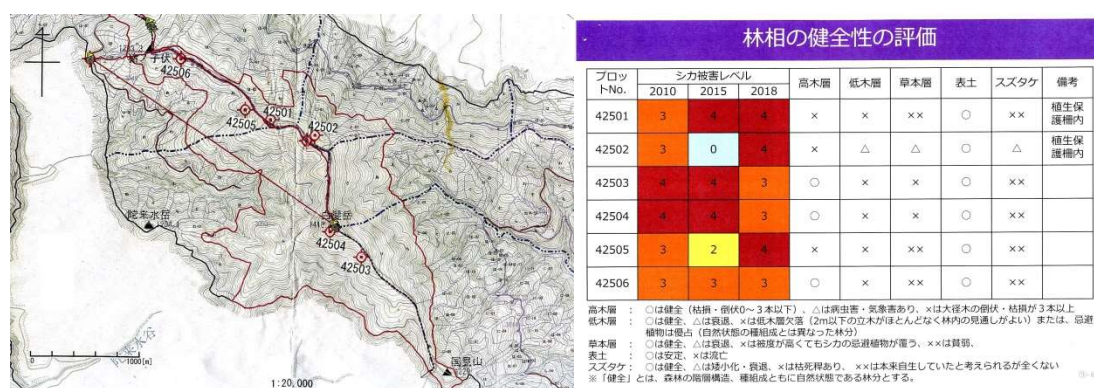 42506
42501
42505
42502
白髪岳
陀来水岳
42504
42503
国見山
0
1000[m]
1:20,000
林相の健全性の評価
プロッ
トNo.
シカ被害レベル
高木層
低木層
草本層
表土
スズタケ
備考
2010
2015
2018
42501 3 4 4 × × ×× ○ ×× 植生保
護柵内
42502 3 0 4 × △ △ ○ △ 植生保
護柵内
42503 4 4 3 ○ × × ○ ××
42504 4 4 3 ○ × × ○ ××
42505 3 2 4 × × ×× ○ ××
42506 3 3 3 ○ × ×× ○ ××
高木層 : ○は健全（枯損・倒伏0～３本以下）、△は病虫害・気象害あり、×は大径木の倒伏・枯損が３本以上
低木層 : ○は健全、△は衰退、×は低木層欠落（2m以下の立木がほとんどなく林内の見通しがよい）または、忌避
植物は優占（自然状態の種組成とは異なった林分）
草本層 : ○は健全、△は衰退、×は被度が高くてもシカの忌避植物が覆う、××は貧弱、
表土 : ○は安定、×は流亡
スズタケ : ○は健全、△は矮小化・衰退、×は枯死稈あり、××は本来自生していたと考えられるが全くない
※「健全」とは、森林の階層構造、種組成ともに自然状態である林分とする。